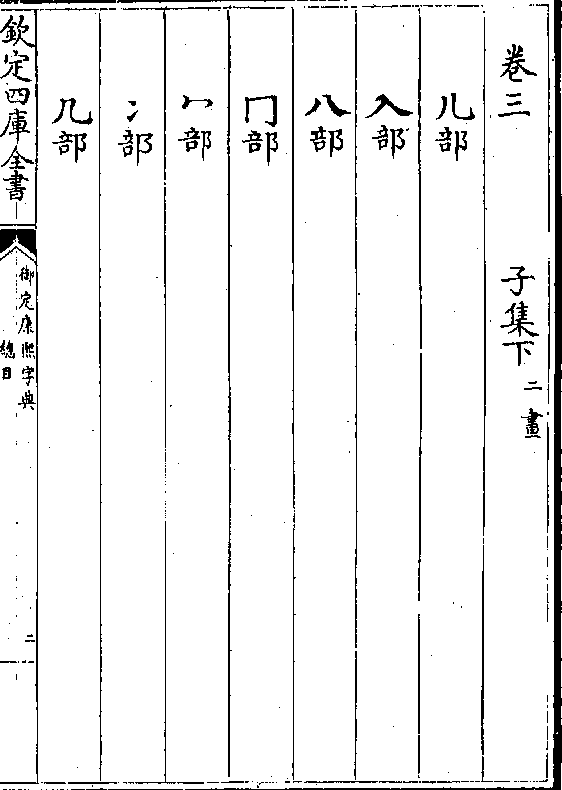 卷三 子集下 二畫
儿部
入部
八部
冂部
冖部
冫部
几部
欽定四庫全書
御定康熙字典
總目
二